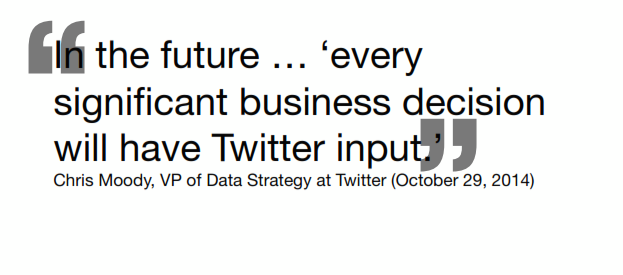 In the future … ‘every
significant business decision
will have Twitter input.’
Chris Moody, VP of Data Strategy at Twitter (October 29, 2014)